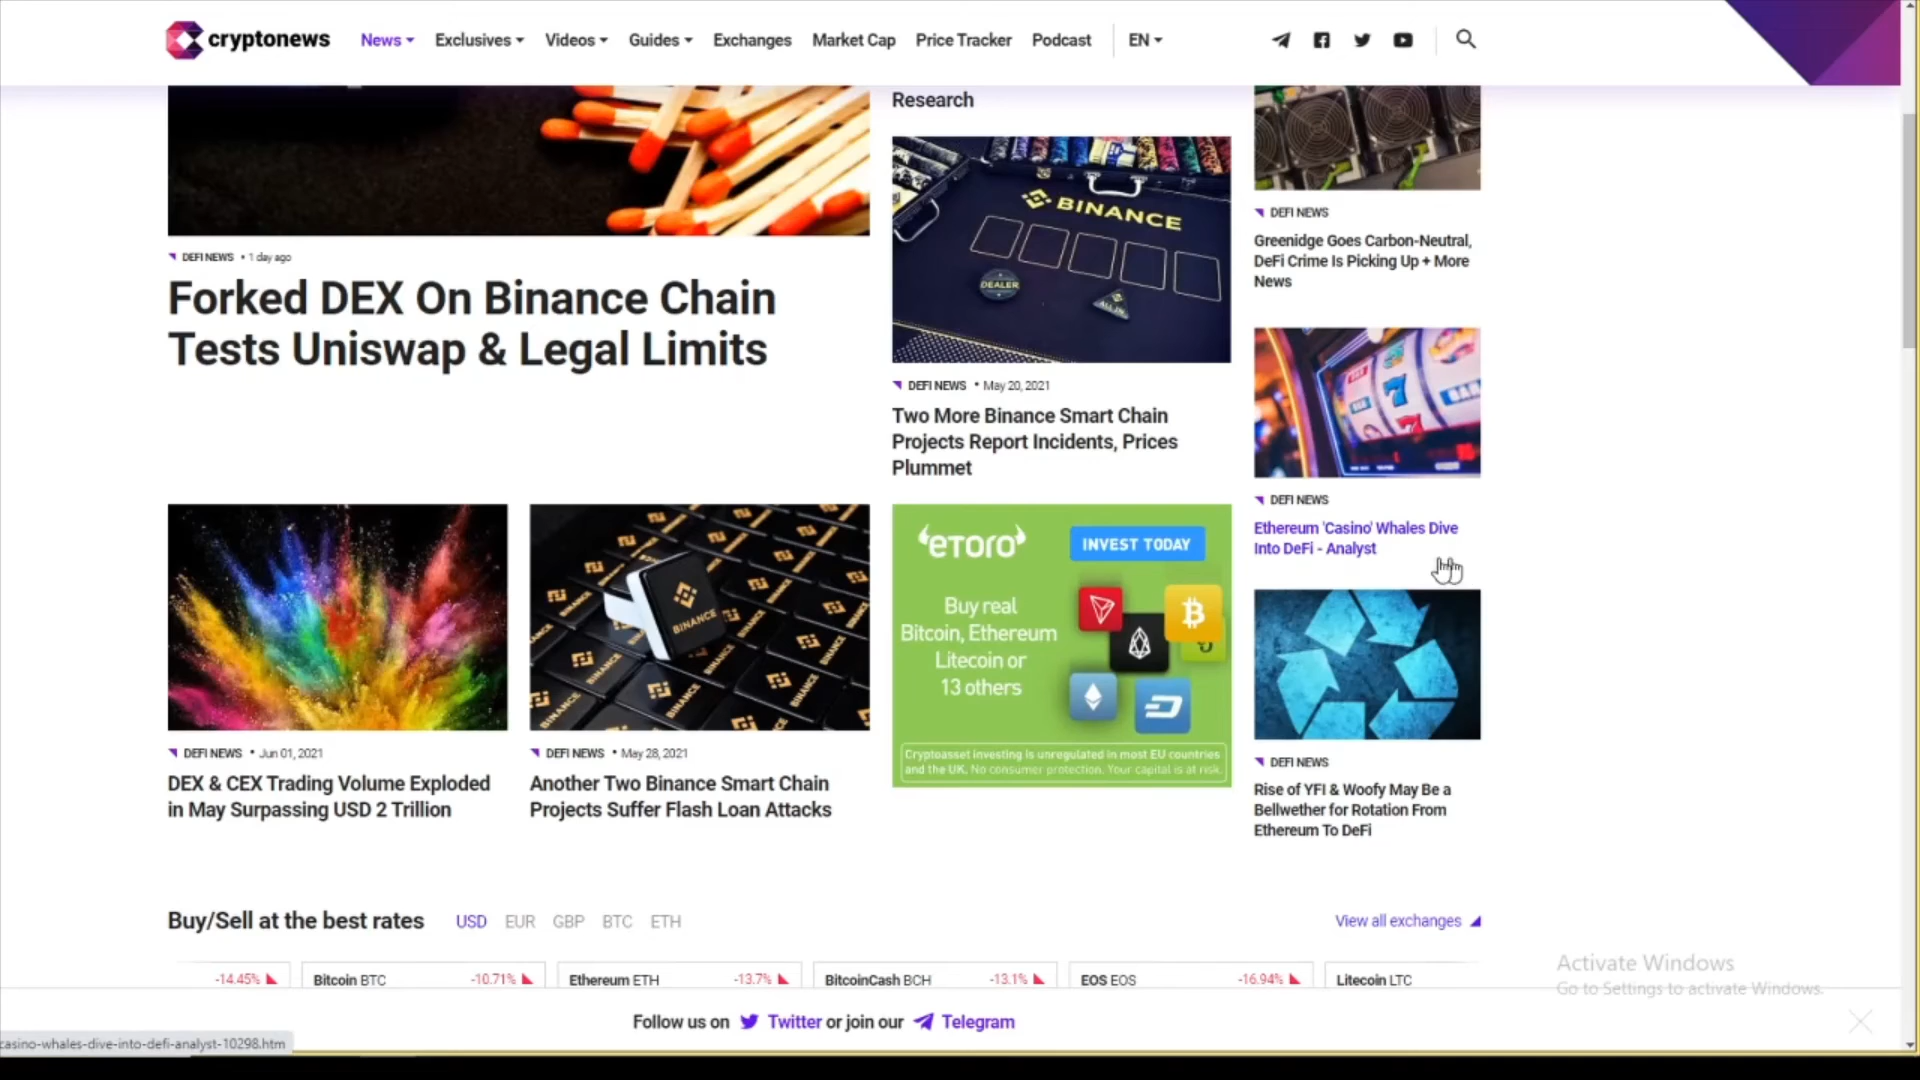 cryptonews
News Exclusives Videos Guides Exchanges Market Cap Price Tracker Podcast EN
Research
BINANCE
DEALER
ALL IN
DEFI NEWS • 1 day ago
Forked DEX On Binance Chain
Tests Uniswap & Legal Limits
DEFI NEWS • May 20, 2021
Two More Binance Smart Chain
Projects Report Incidents, Prices
Plummet
DEFI NEWS
Greenidge Goes Carbon-Neutral,
DeFi Crime Is Picking Up + More
News
DEFI NEWS
Ethereum 'Casino' Whales Dive
Into DeFi - Analyst
BINANCE
DEFI NEWS • Jun 01, 2021
DEX & CEX Trading Volume Exploded
in May Surpassing USD 2 Trillion
DEFI NEWS • May 28, 2021
Another Two Binance Smart Chain
Projects Suffer Flash Loan Attacks
eToro
INVEST TODAY
Buy real
Bitcoin, Ethereum
Litecoin or
13 others
Cryptoasset investing is unregulated in most EU countries
and the UK. No consumer protection. Your capital is at risk.
DEFI NEWS
Rise of YFI & Woofy May Be a
Bellwether for Rotation From
Ethereum To DeFi
Buy/Sell at the best rates USD EUR GBP BTC ETH View all exchanges
-14.45% Bitcoin BTC -10.71% Ethereum ETH -13.7% BitcoinCash BCH -13.1% EOS EOS -16.94% Litecoin LTC
Activate Windows
Go to Settings to activate Windows.
Follow us on Twitter or join our Telegram
casino-whales-dive-into-defi-analyst-10298.htm